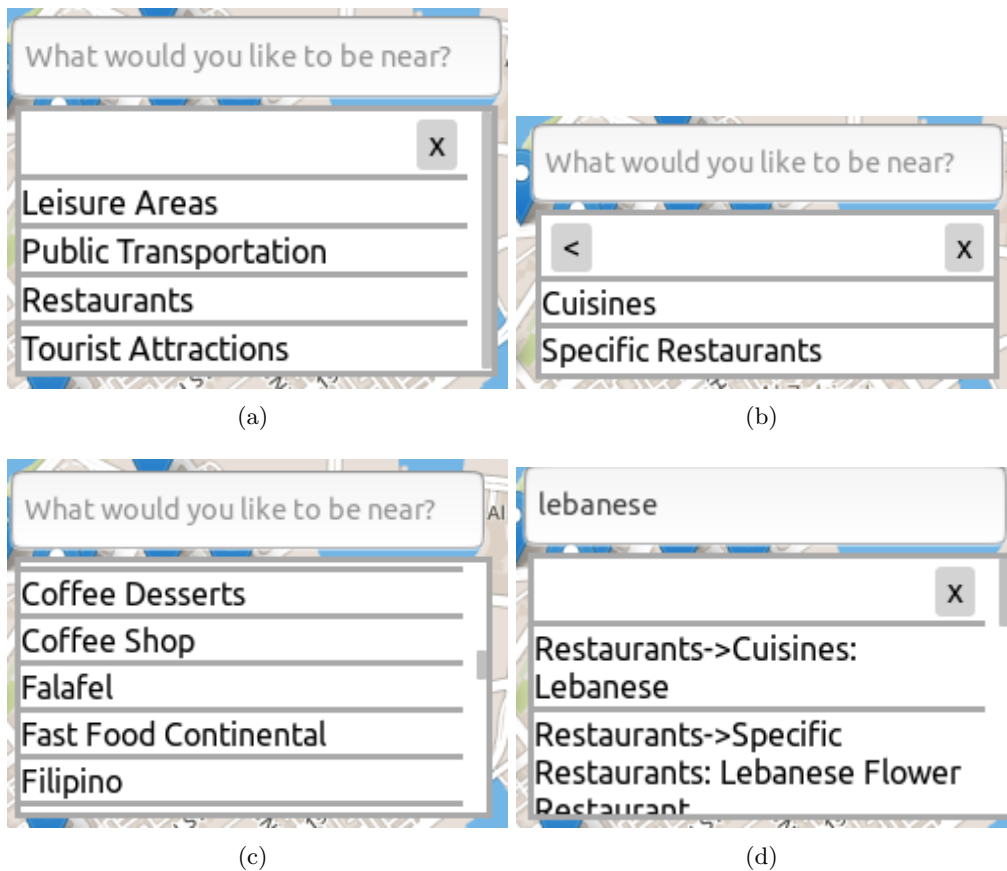 What would you like to be near?
X
Leisure Areas
Public Transportation
Restaurants
Tourist Attractions
(a)
What would you like to be near?
< X
Cuisines
Specific Restaurants
(b)
What would you like to be near?
Al
Coffee Desserts
Coffee Shop
Falafel
Fast Food Continental
Filipino
(c)
lebanese
X
Restaurants->Cuisines:
Lebanese
Restaurants->Specific
Restaurants: Lebanese Flower
Restaurant
(d)